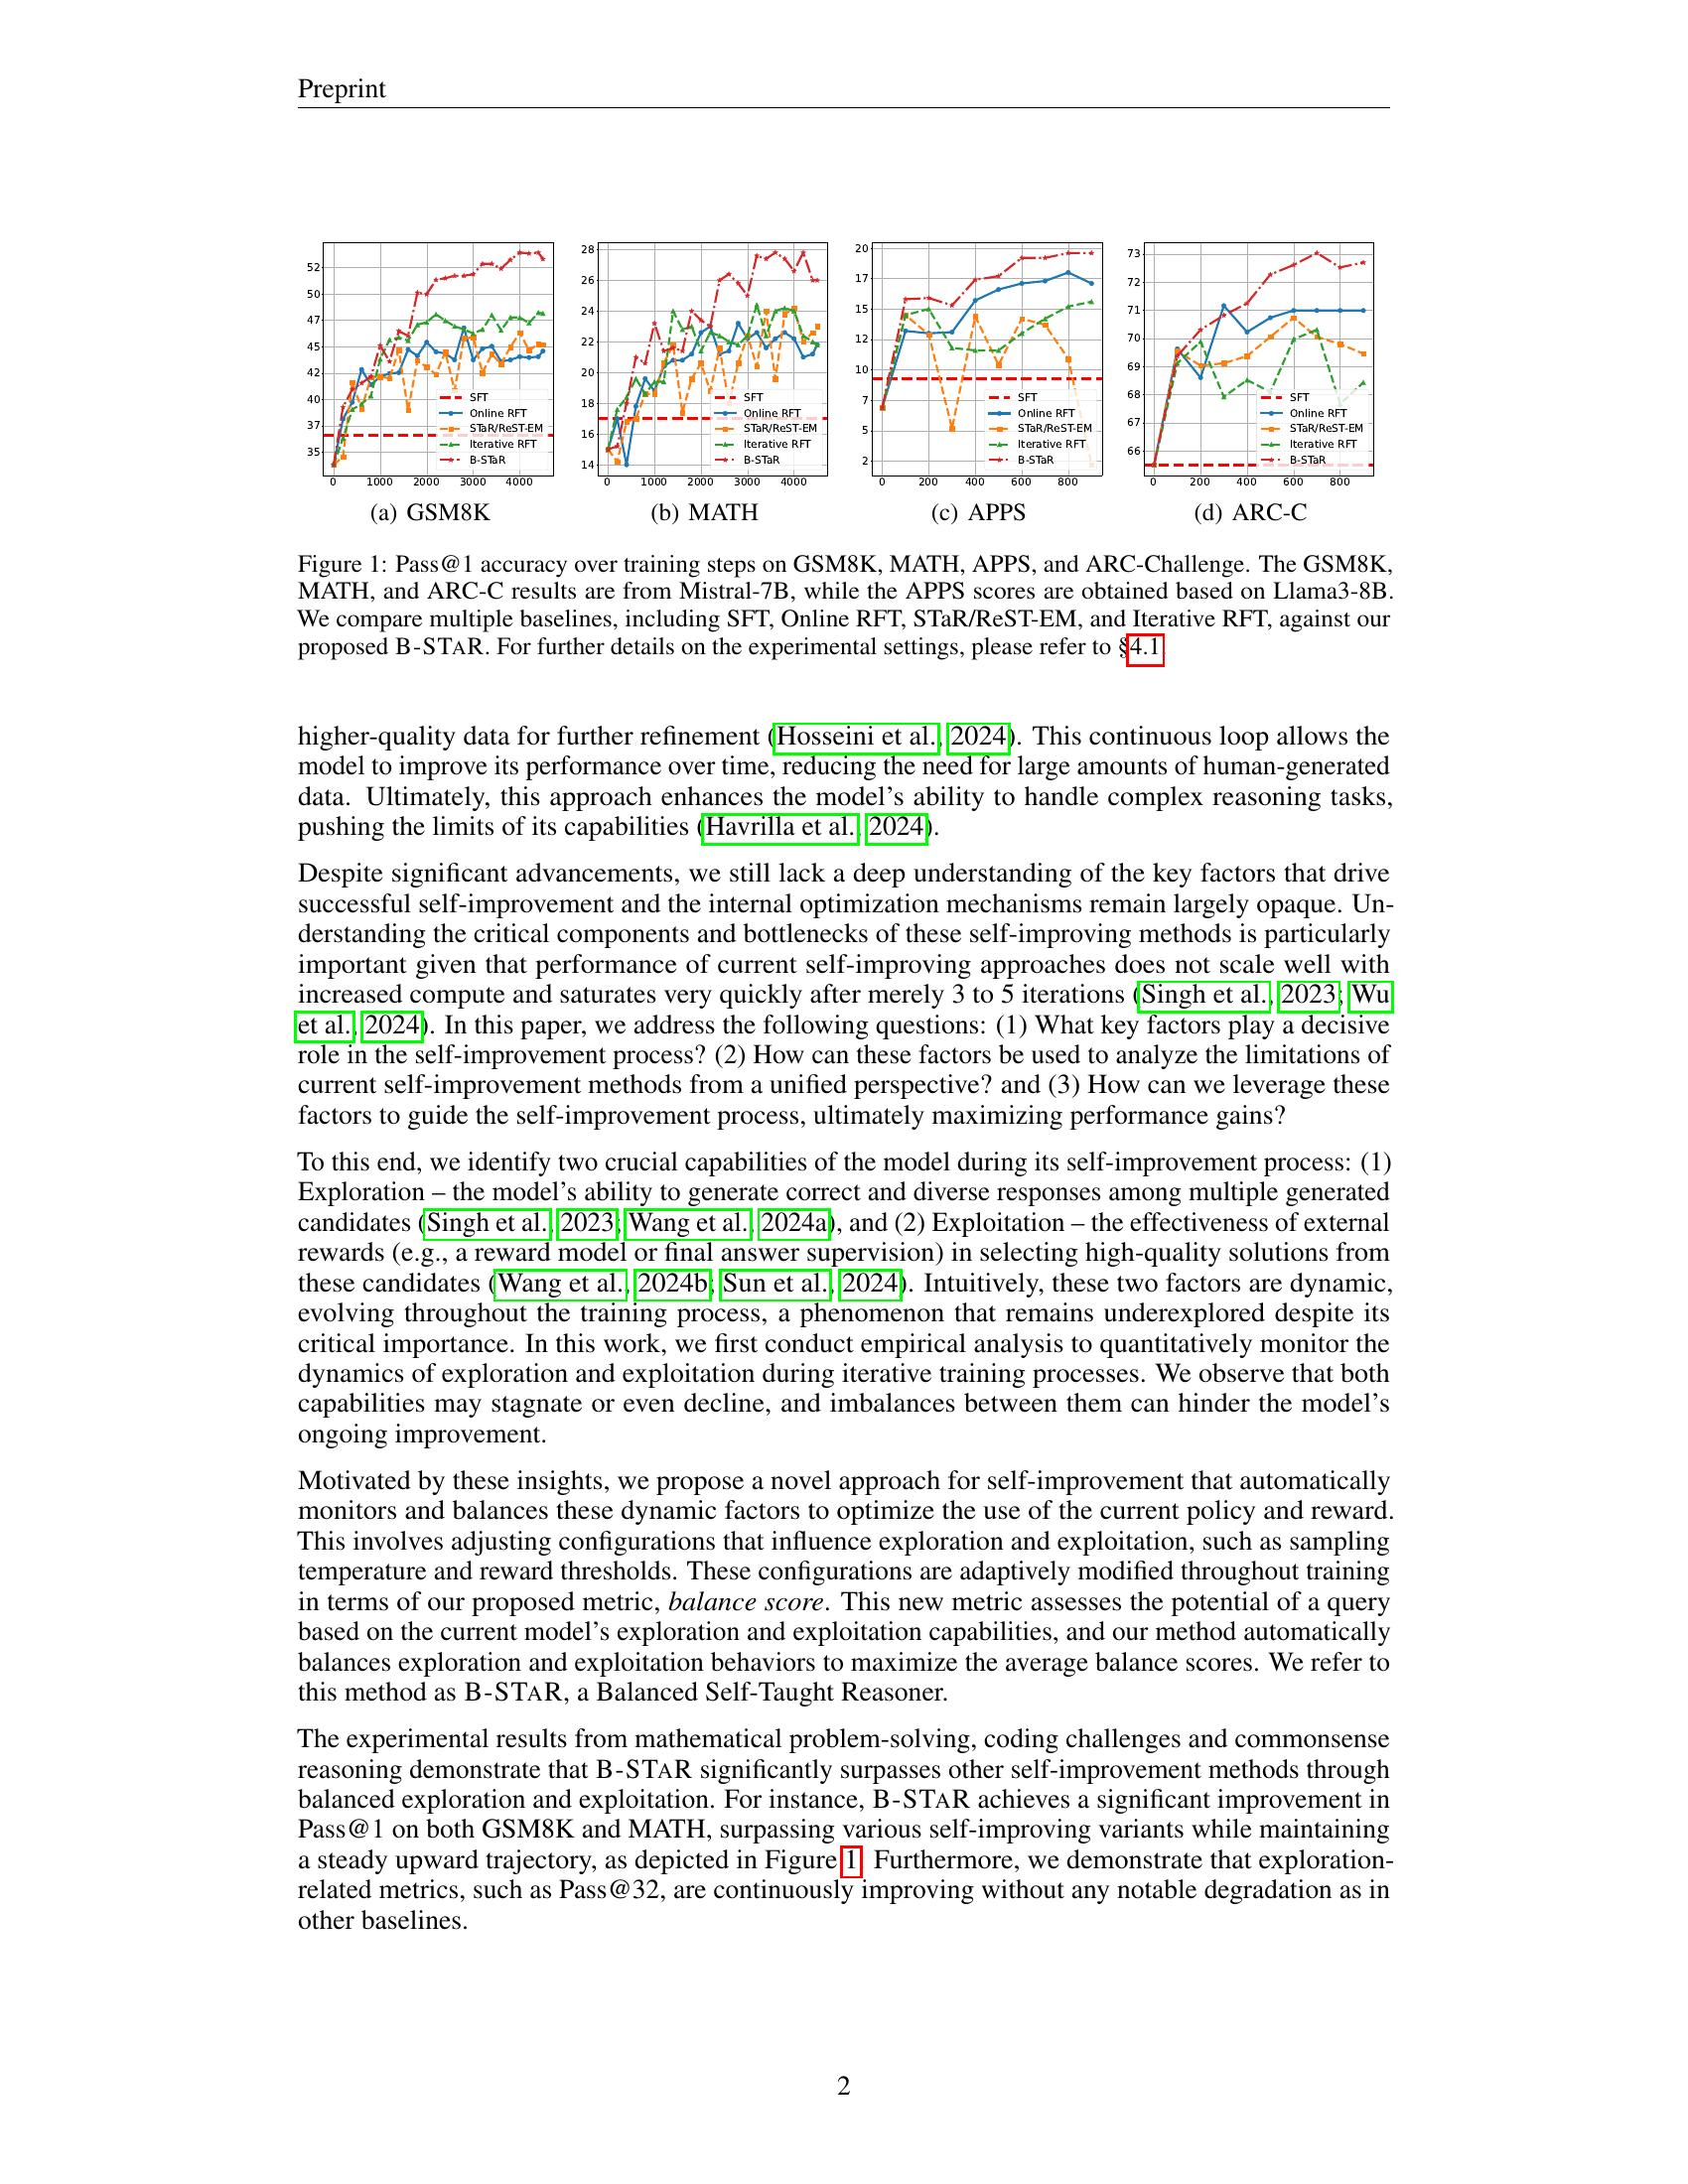 Preprint
52
50
47
45
42
40
37
35
0
1000
2000
3000
4000
SFT
Online RFT
STaR/ReST-EM
Iterative RFT
B-STaR
(a) GSM8K
28
26
24
22
20
18
16
14
0
1000
2000
3000
4000
SFT
Online RFT
STaR/ReST-EM
Iterative RFT
B-STaR
(b) MATH
20
17
15
12
10
7
5
2
0
200
400
600
800
SFT
Online RFT
STaR/ReST-EM
Iterative RFT
B-STaR
(c) APPS
73
71
70
69
68
67
66
0
200
400
600
800
SFT
Online RFT
STaR/ReST-EM
Iterative RFT
B-STaR
(d) ARC-C
Figure 1: Pass@1 accuracy over training steps on GSM8K, MATH, APPS, and ARC-Challenge. The GSM8K,
MATH, and ARC-C results are from Mistral-7B, while the APPS scores are obtained based on Llama3-8B.
We compare multiple baselines, including SFT, Online RFT, STaR/ReST-EM, and Iterative RFT, against our
proposed B-STAR. For further details on the experimental settings, please refer to §4.1.
higher-quality data for further refinement (Hosseini et al., 2024). This continuous loop allows the
model to improve its performance over time, reducing the need for large amounts of human-generated
data. Ultimately, this approach enhances the model's ability to handle complex reasoning tasks,
pushing the limits of its capabilities (Havrilla et al., 2024).
Despite significant advancements, we still lack a deep understanding of the key factors that drive
successful self-improvement and the internal optimization mechanisms remain largely opaque. Un-
derstanding the critical components and bottlenecks of these self-improving methods is particularly
important given that performance of current self-improving approaches does not scale well with
increased compute and saturates very quickly after merely 3 to 5 iterations (Singh et al., 2023; Wu
et al., 2024). In this paper, we address the following questions: (1) What key factors play a decisive
role in the self-improvement process? (2) How can these factors be used to analyze the limitations of
current self-improvement methods from a unified perspective? and (3) How can we leverage these
factors to guide the self-improvement process, ultimately maximizing performance gains?
To this end, we identify two crucial capabilities of the model during its self-improvement process: (1)
Exploration – the model's ability to generate correct and diverse responses among multiple generated
candidates (Singh et al., 2023; Wang et al., 2024a), and (2) Exploitation – the effectiveness of external
rewards (e.g., a reward model or final answer supervision) in selecting high-quality solutions from
these candidates (Wang et al., 2024b; Sun et al., 2024). Intuitively, these two factors are dynamic,
evolving throughout the training process, a phenomenon that remains underexplored despite its
critical importance. In this work, we first conduct empirical analysis to quantitatively monitor the
dynamics of exploration and exploitation during iterative training processes. We observe that both
capabilities may stagnate or even decline, and imbalances between them can hinder the model's
ongoing improvement.
Motivated by these insights, we propose a novel approach for self-improvement that automatically
monitors and balances these dynamic factors to optimize the use of the current policy and reward.
This involves adjusting configurations that influence exploration and exploitation, such as sampling
temperature and reward thresholds. These configurations are adaptively modified throughout training
in terms of our proposed metric, balance score. This new metric assesses the potential of a query
based on the current model's exploration and exploitation capabilities, and our method automatically
balances exploration and exploitation behaviors to maximize the average balance scores. We refer to
this method as B-STAR, a Balanced Self-Taught Reasoner.
The experimental results from mathematical problem-solving, coding challenges and commonsense
reasoning demonstrate that B-STAR significantly surpasses other self-improvement methods through
balanced exploration and exploitation. For instance, B-STAR achieves a significant improvement in
Pass@1 on both GSM8K and MATH, surpassing various self-improving variants while maintaining
a steady upward trajectory, as depicted in Figure 1. Furthermore, we demonstrate that exploration-
related metrics, such as Pass@32, are continuously improving without any notable degradation as in
other baselines.
2